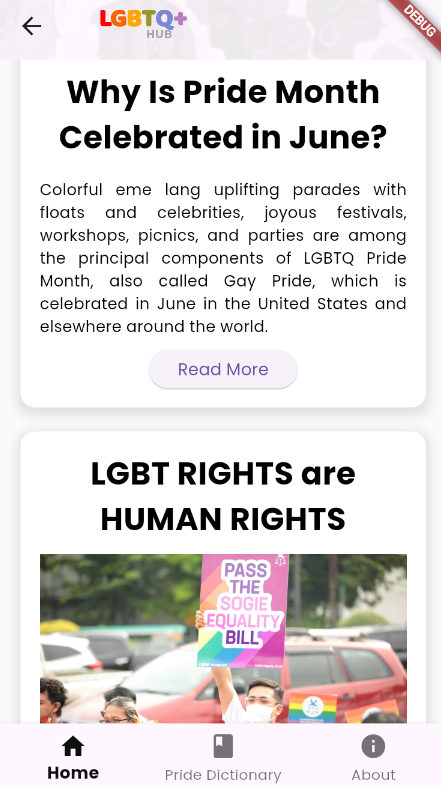 LGBTQ+
HUB
DEBUG
Why Is Pride Month
Celebrated in June?
Colorful eme lang uplifting parades with
floats and celebrities, joyous festivals,
workshops, picnics, and parties are among
the principal components of LGBTQ Pride
Month, also called Gay Pride, which is
celebrated in June in the United States and
elsewhere around the world.
Read More
LGBT RIGHTS are
HUMAN RIGHTS
PASS
THE
SOGIE
EQUALITY
BILL
Home
Pride Dictionary
About